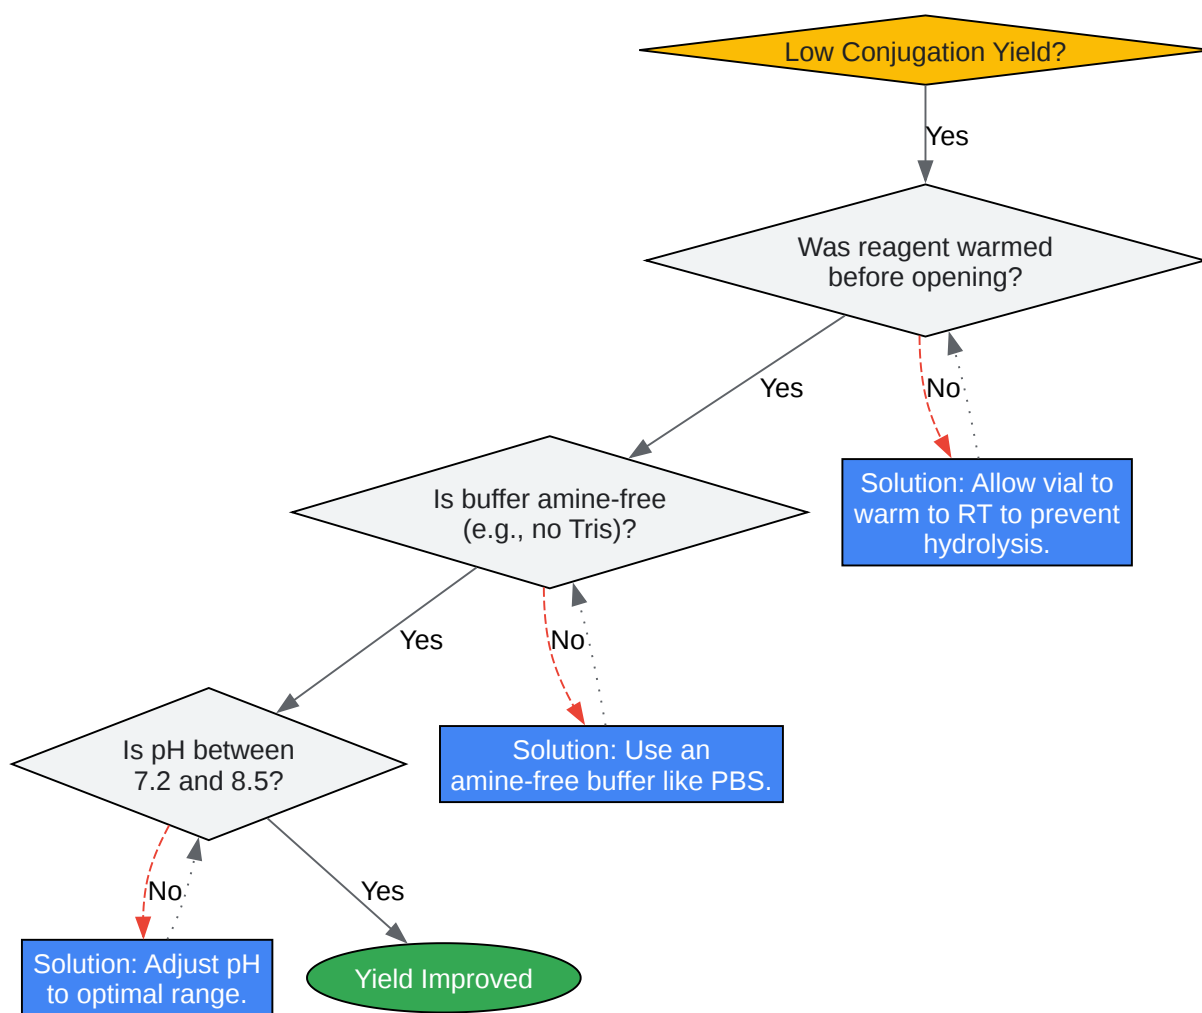 Low Conjugation Yield?
Yes
Was reagent warmed
before opening?
Yes
No
Solution: Allow vial to
warm to RT to prevent
hydrolysis.
Is buffer amine-free
(e.g., no Tris)?
Yes
No
Solution: Use an
amine-free buffer like PBS.
Is pH between
7.2 and 8.5?
No
Yes
Solution: Adjust pH
to optimal range.
Yield Improved